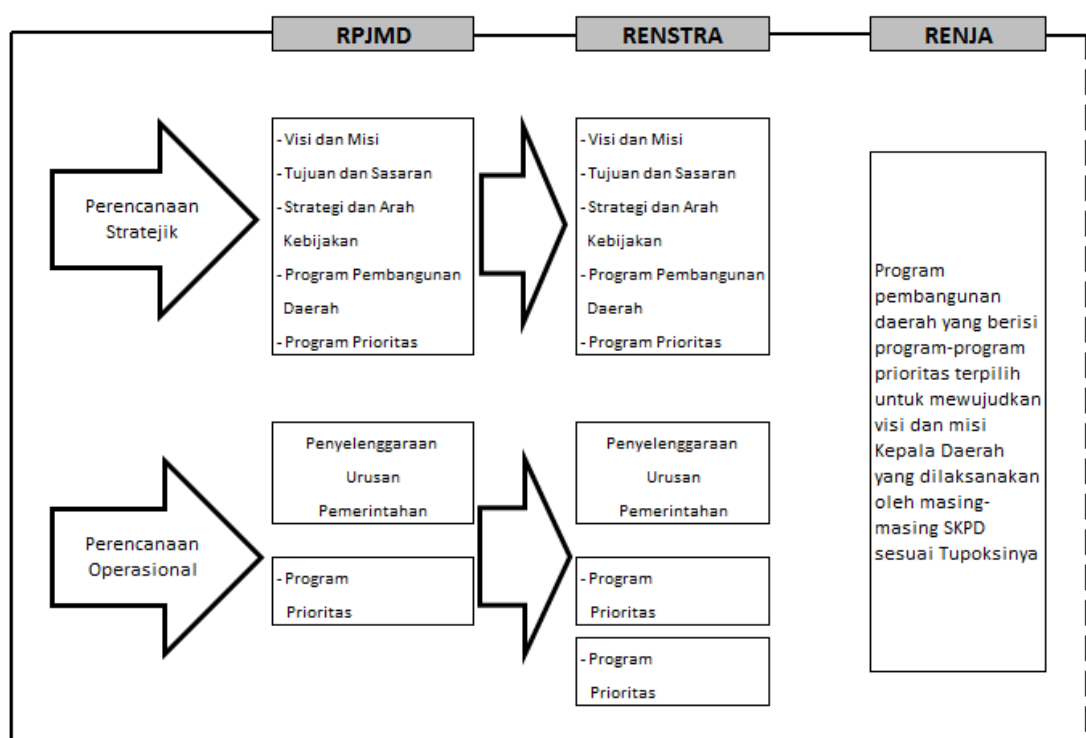 RPJMD
RENSTRA
RENJA
Perencanaan
Stratejik
- Visi dan Misi
- Tujuan dan Sasaran
- Strategi dan Arah
Kebijakan
- Program Pembangunan
Daerah
- Program Prioritas
- Visi dan Misi
- Tujuan dan Sasaran
- Strategi dan Arah
Kebijakan
- Program Pembangunan
Daerah
- Program Prioritas
Program
pembangunan
daerah yang berisi
program-program
prioritas terpilih
untuk mewujudkan
visi dan misi
Kepala Daerah
yang dilaksanakan
oleh masing-
masing SKPD
sesuai Tupoksinya
Perencanaan
Operasional
Penyelenggaraan
Urusan
Pemerintahan
- Program
Prioritas
Penyelenggaraan
Urusan
Pemerintahan
- Program
Prioritas
- Program
Prioritas